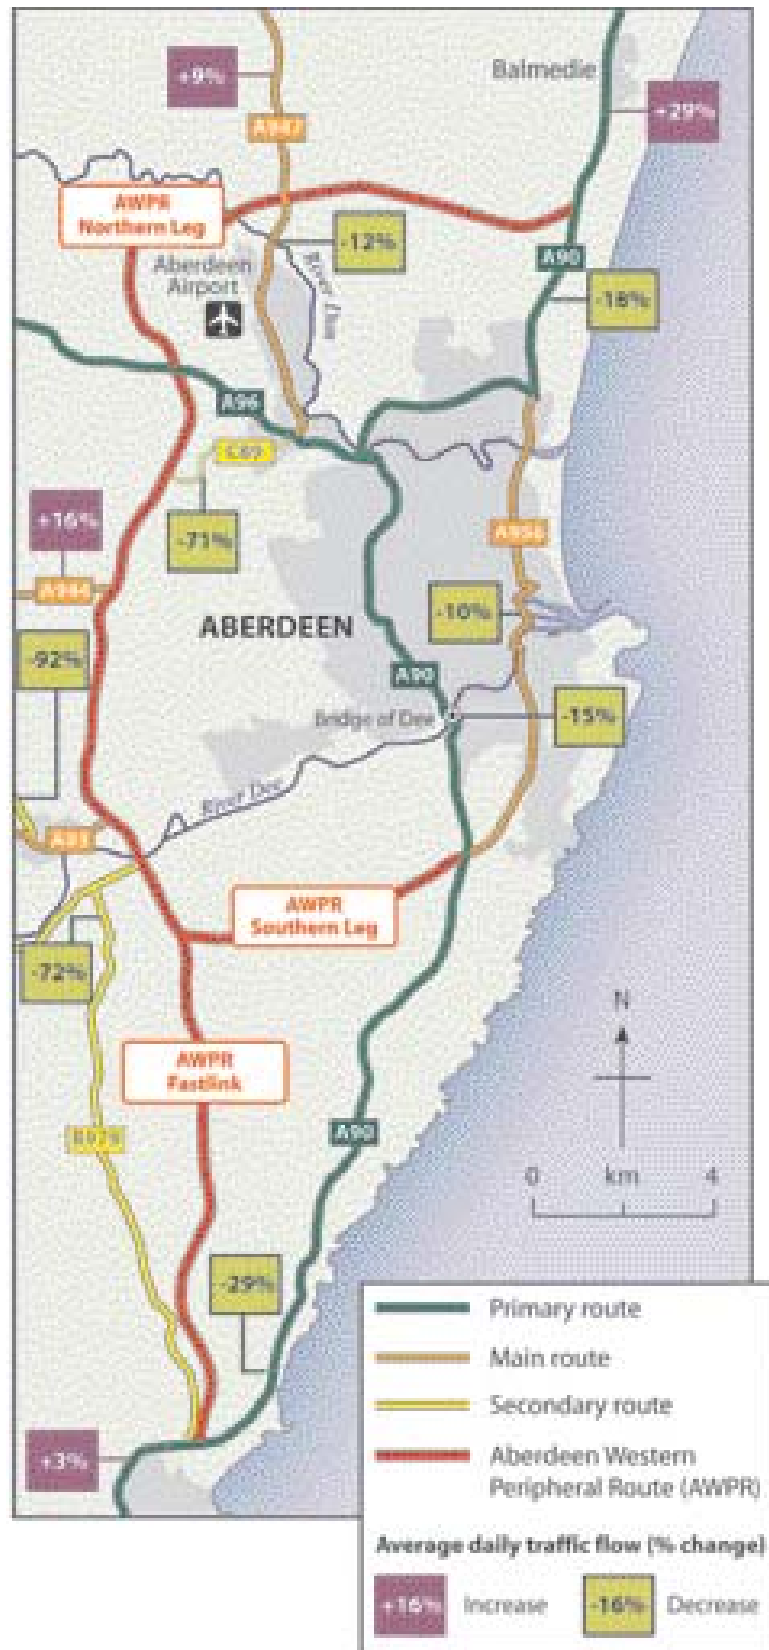 +9%
Balmedie
+29%
A947
AWPR
Northern Leg
-12%
Aberdeen
Airport
River Don
A90
-18%
A96
+16%
-71%
A944
A956
-10%
ABERDEEN
-92%
A90
Bridge of Dee
-15%
River Dee
A93
AWPR
Southern Leg
-72%
N
AWPR
Fastlink
B979
A90
0 km 4
-29%
Primary route
Main route
Secondary route
+3%
Aberdeen Western
Peripheral Route (AWPR)
Average daily traffic flow (% change)
+16% Increase -16% Decrease